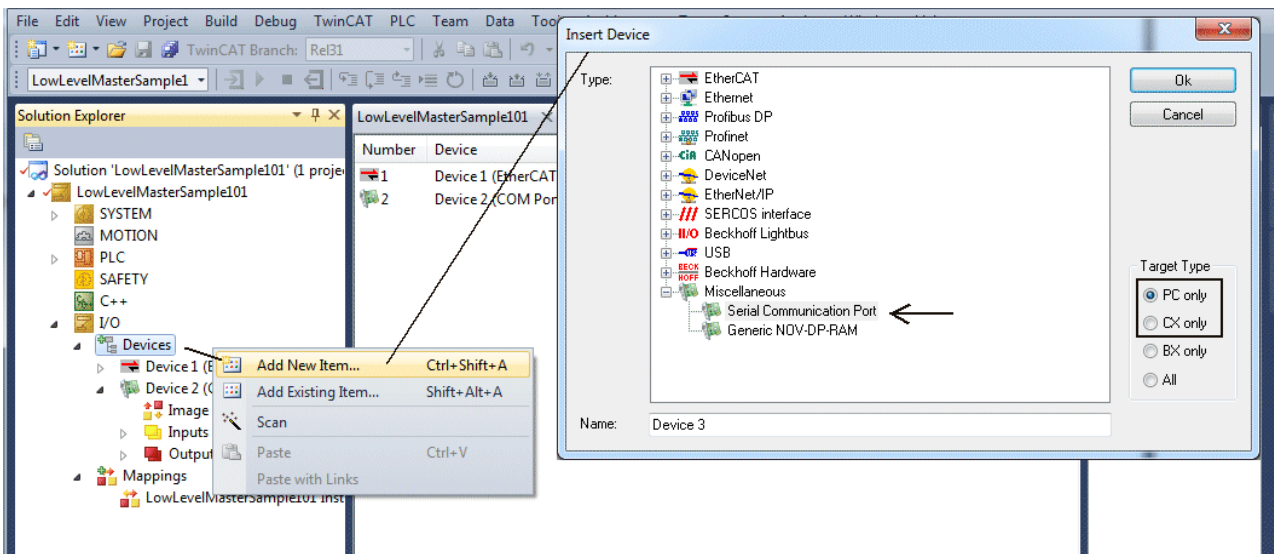 File Edit View Project Build Debug TwinCAT PLC Team Data
TwinCAT Branch: Rel31
LowLevelMasterSample1
Solution Explorer
Solution 'LowLevelMasterSample101' (1 proje
LowLevelMasterSample101
SYSTEM
MOTION
PLC
SAFETY
C++
I/O
Devices
Device 1 (E
Device 2 (C
Image
Inputs
Output
Mappings
LowLevelMasterSample101 Inst
LowLevelMasterSample101
Number Device
1 Device 1 (EtherCAT
2 Device 2 (COM Por
Add New Item... Ctrl+Shift+A
Add Existing Item... Shift+Alt+A
Scan
Paste Ctrl+V
Paste with Links
Insert Device
Type:
EtherCAT
Ethernet
Profibus DP
Profinet
CiA CANopen
DeviceNet
EtherNet/IP
SERCOS interface
II/O Beckhoff Lightbus
USB
BECK HOFF Beckhoff Hardware
Miscellaneous
Serial Communication Port
Generic NOV-DP-RAM
Ok
Cancel
Target Type
PC only
CX only
BX only
All
Name: Device 3